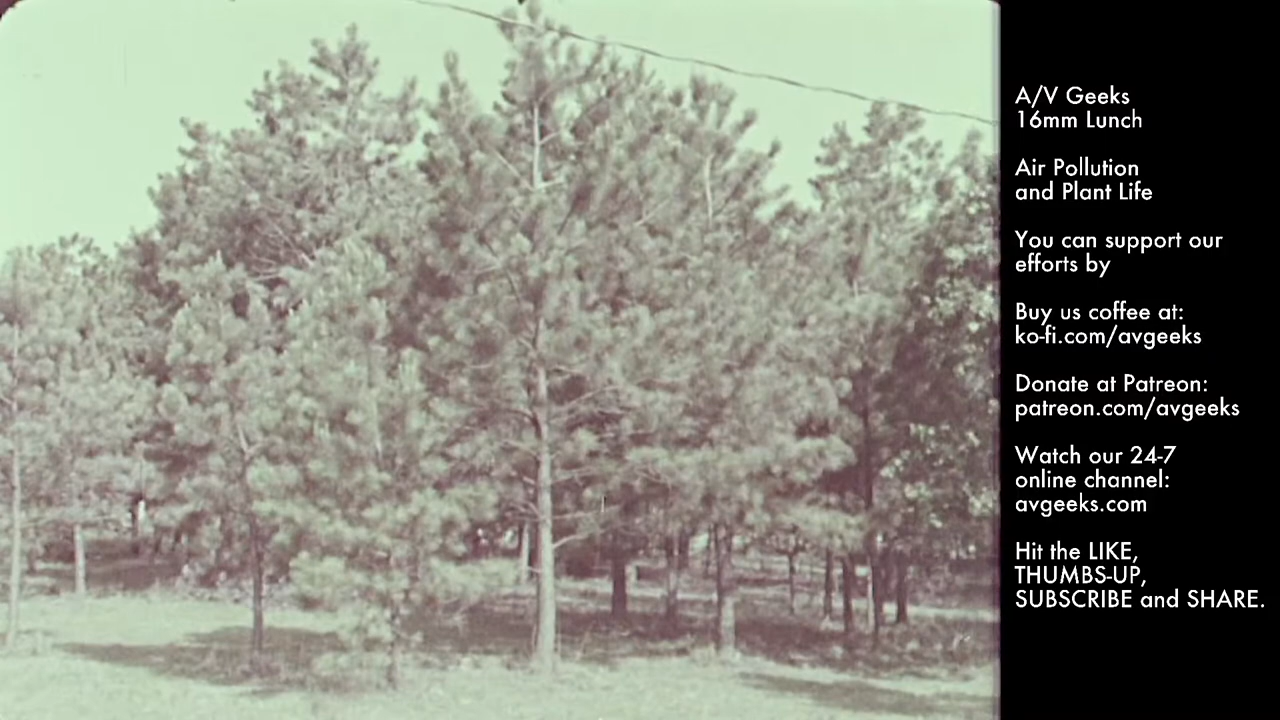 A/V Geeks
16mm Lunch
Air Pollution
and Plant Life
You can support our
efforts by
Buy us coffee at:
ko-fi.com/avgeeks
Donate at Patreon:
patreon.com/avgeeks
Watch our 24-7
online channel:
avgeeks.com
Hit the LIKE,
THUMBS-UP,
SUBSCRIBE and SHARE.